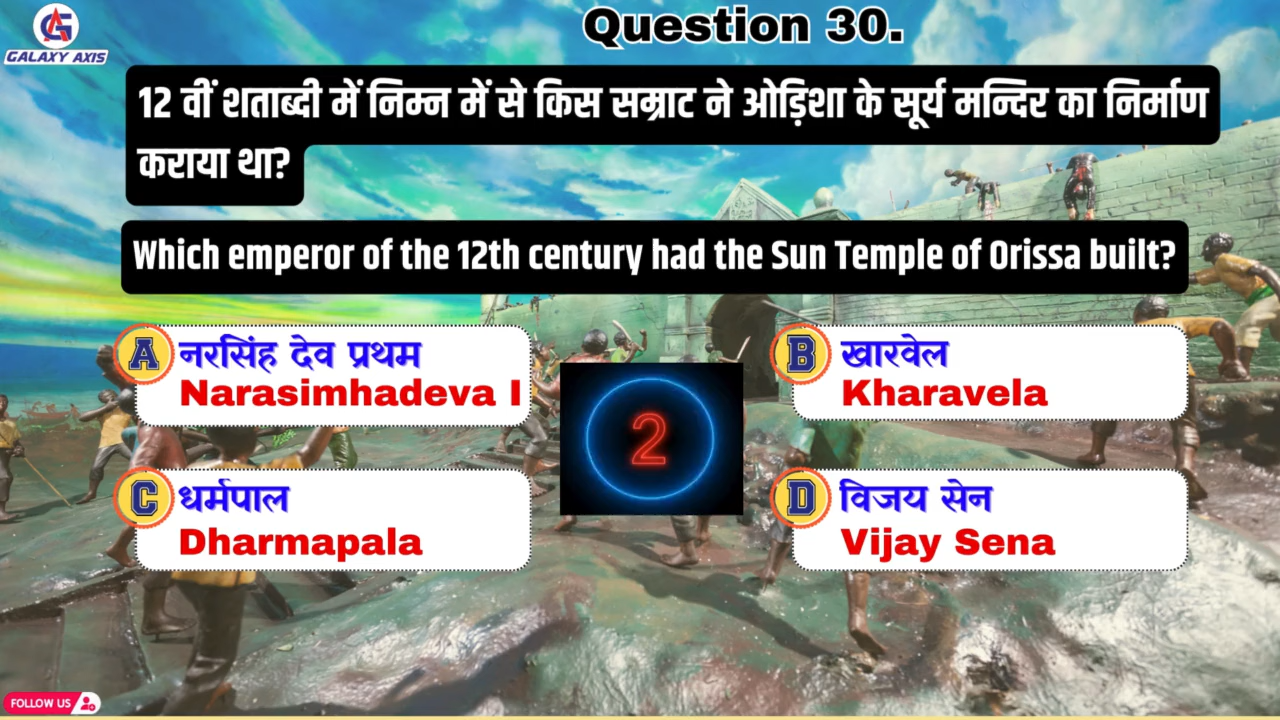 GALAXY AXIS
Question 30.
12 वीं शताब्दी में निम्न में से किस सम्राट ने ओड़िशा के सूर्य मन्दिर का निर्माण
कराया था?
Which emperor of the 12th century had the Sun Temple of Orissa built?
A नरसिंह देव प्रथम
Narasimhadeva I
B खारवेल
Kharavela
2
C धर्मपाल
Dharmapala
D विजय सेन
Vijay Sena
FOLLOW US